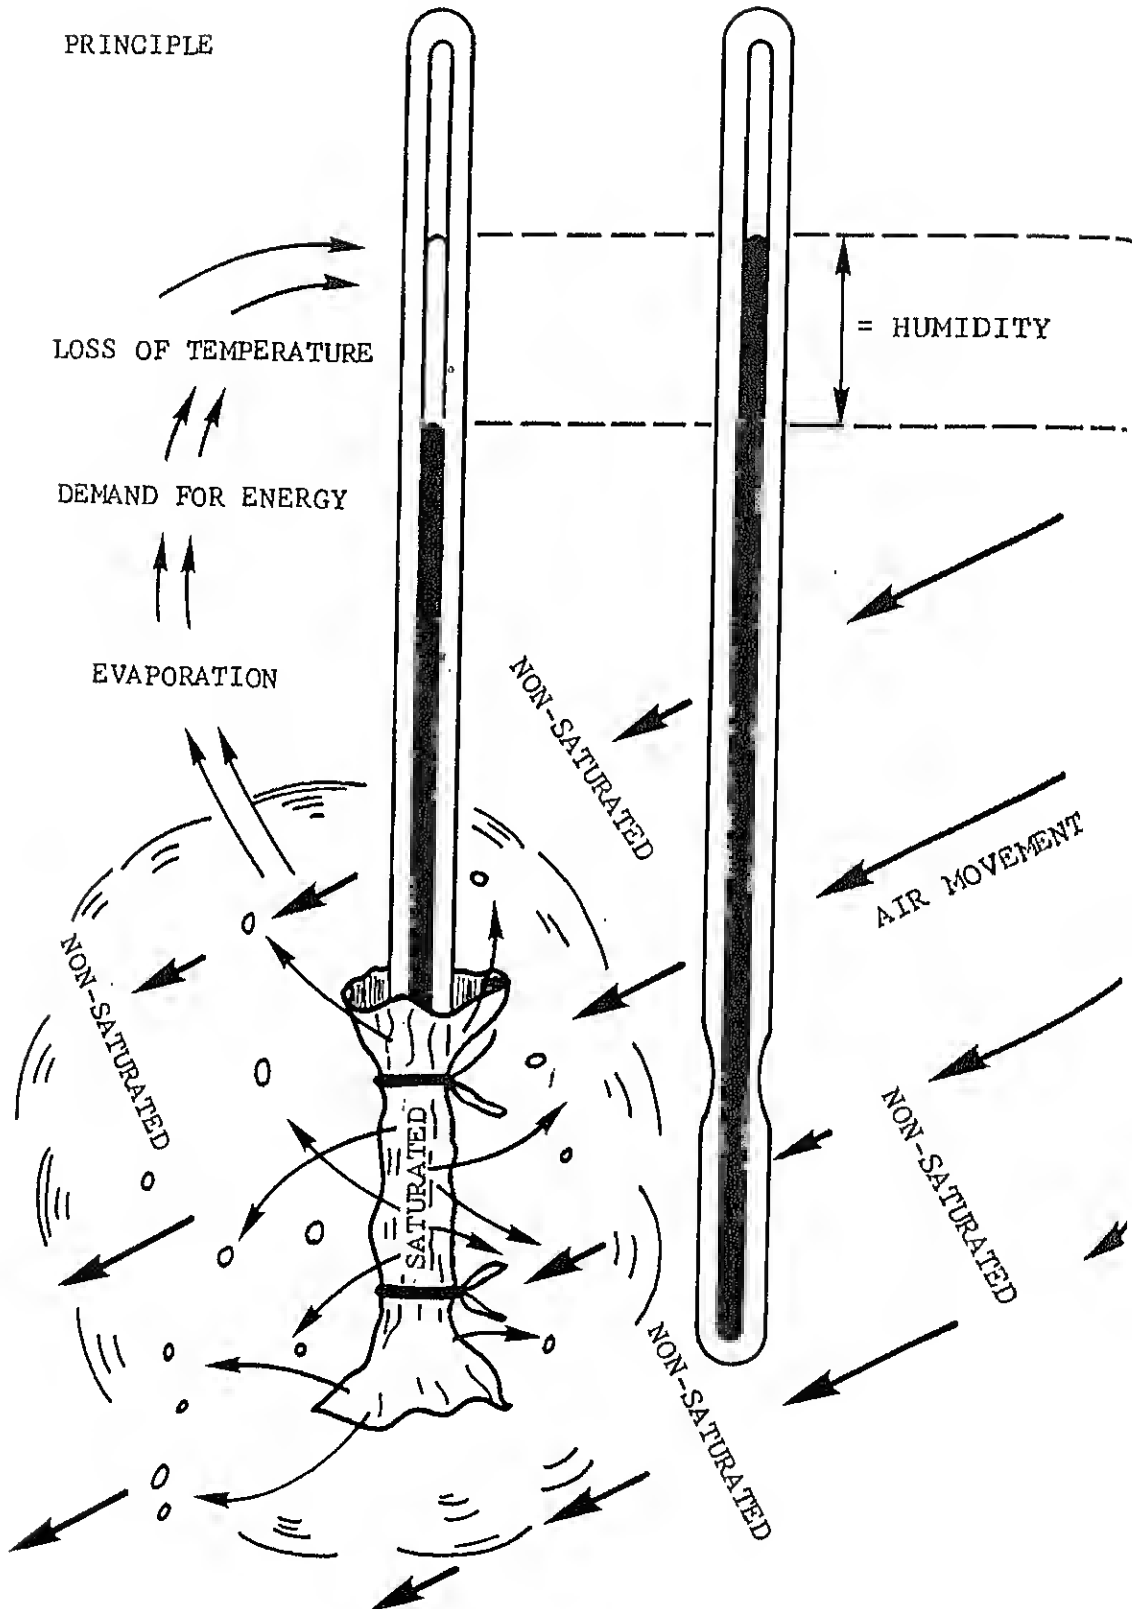 PRINCIPLE
= HUMIDITY
LOSS OF TEMPERATURE
DEMAND FOR ENERGY
EVAPORATION
NON-SATURATED
AIR MOVEMENT
NON-SATURATED
SATURATED
NON-SATURATED
NON-SATURATED